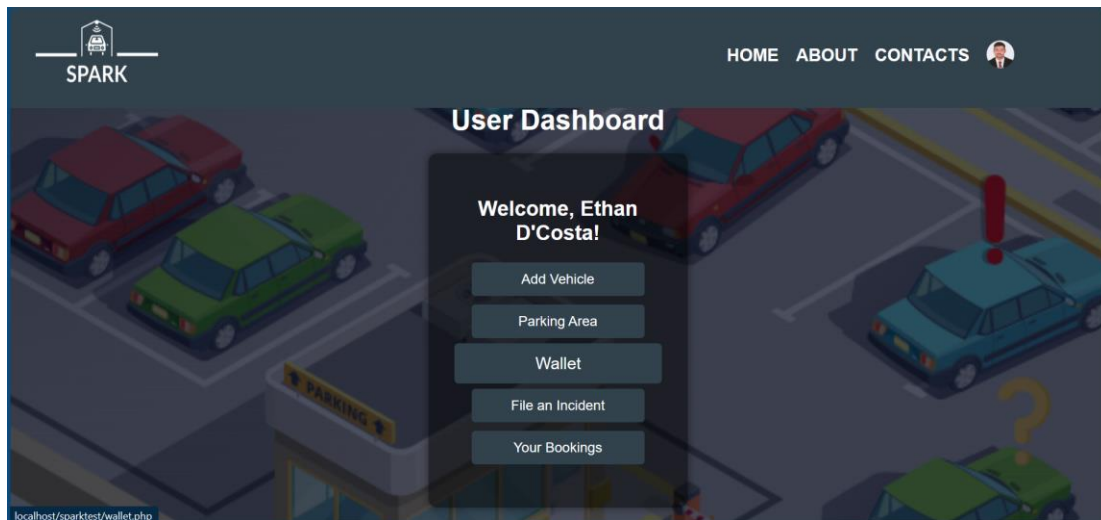 SPARK
HOME ABOUT CONTACTS
User Dashboard
Welcome, Ethan
D'Costa!
Add Vehicle
Parking Area
Wallet
File an Incident
Your Bookings
PARKING
localhost/sparktest/wallet.php